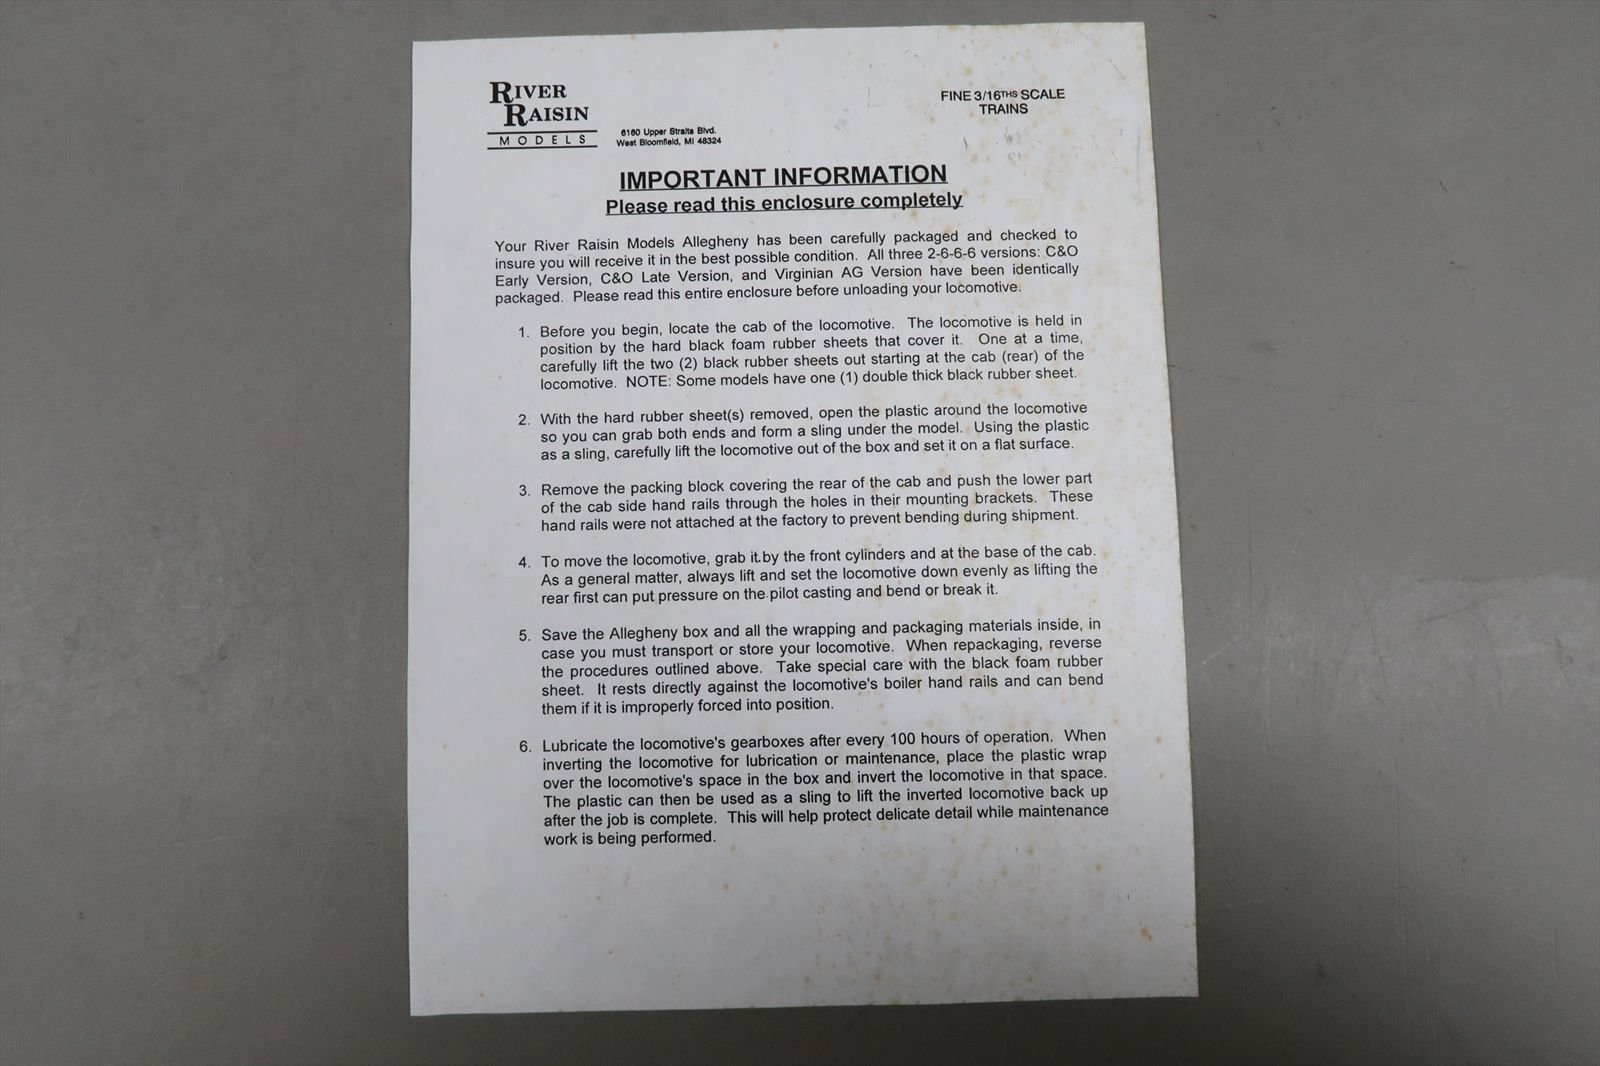 RIVER
RAISIN
MODELS
6160 Upper Straits Blvd.
West Bloomfield, MI 48324
FINE 3/16THS SCALE
TRAINS
IMPORTANT INFORMATION
Please read this enclosure completely
Your River Raisin Models Allegheny has been carefully packaged and checked to
insure you will receive it in the best possible condition. All three 2-6-6-6 versions: C&O
Early Version, C&O Late Version, and Virginian AG Version have been identically
packaged. Please read this entire enclosure before unloading your locomotive.
1. Before you begin, locate the cab of the locomotive. The locomotive is held in
position by the hard black foam rubber sheets that cover it. One at a time,
carefully lift the two (2) black rubber sheets out starting at the cab (rear) of the
locomotive. NOTE: Some models have one (1) double thick black rubber sheet.
2. With the hard rubber sheet(s) removed, open the plastic around the locomotive
so you can grab both ends and form a sling under the model. Using the plastic
as a sling, carefully lift the locomotive out of the box and set it on a flat surface.
3. Remove the packing block covering the rear of the cab and push the lower part
of the cab side hand rails through the holes in their mounting brackets. These
hand rails were not attached at the factory to prevent bending during shipment.
4. To move the locomotive, grab it by the front cylinders and at the base of the cab.
As a general matter, always lift and set the locomotive down evenly as lifting the
rear first can put pressure on the pilot casting and bend or break it.
5. Save the Allegheny box and all the wrapping and packaging materials inside, in
case you must transport or store your locomotive. When repackaging, reverse
the procedures outlined above. Take special care with the black foam rubber
sheet. It rests directly against the locomotive's boiler hand rails and can bend
them if it is improperly forced into position.
6. Lubricate the locomotive's gearboxes after every 100 hours of operation. When
inverting the locomotive for lubrication or maintenance, place the plastic wrap
over the locomotive's space in the box and invert the locomotive in that space.
The plastic can then be used as a sling to lift the inverted locomotive back up
after the job is complete. This will help protect delicate detail while maintenance
work is being performed.